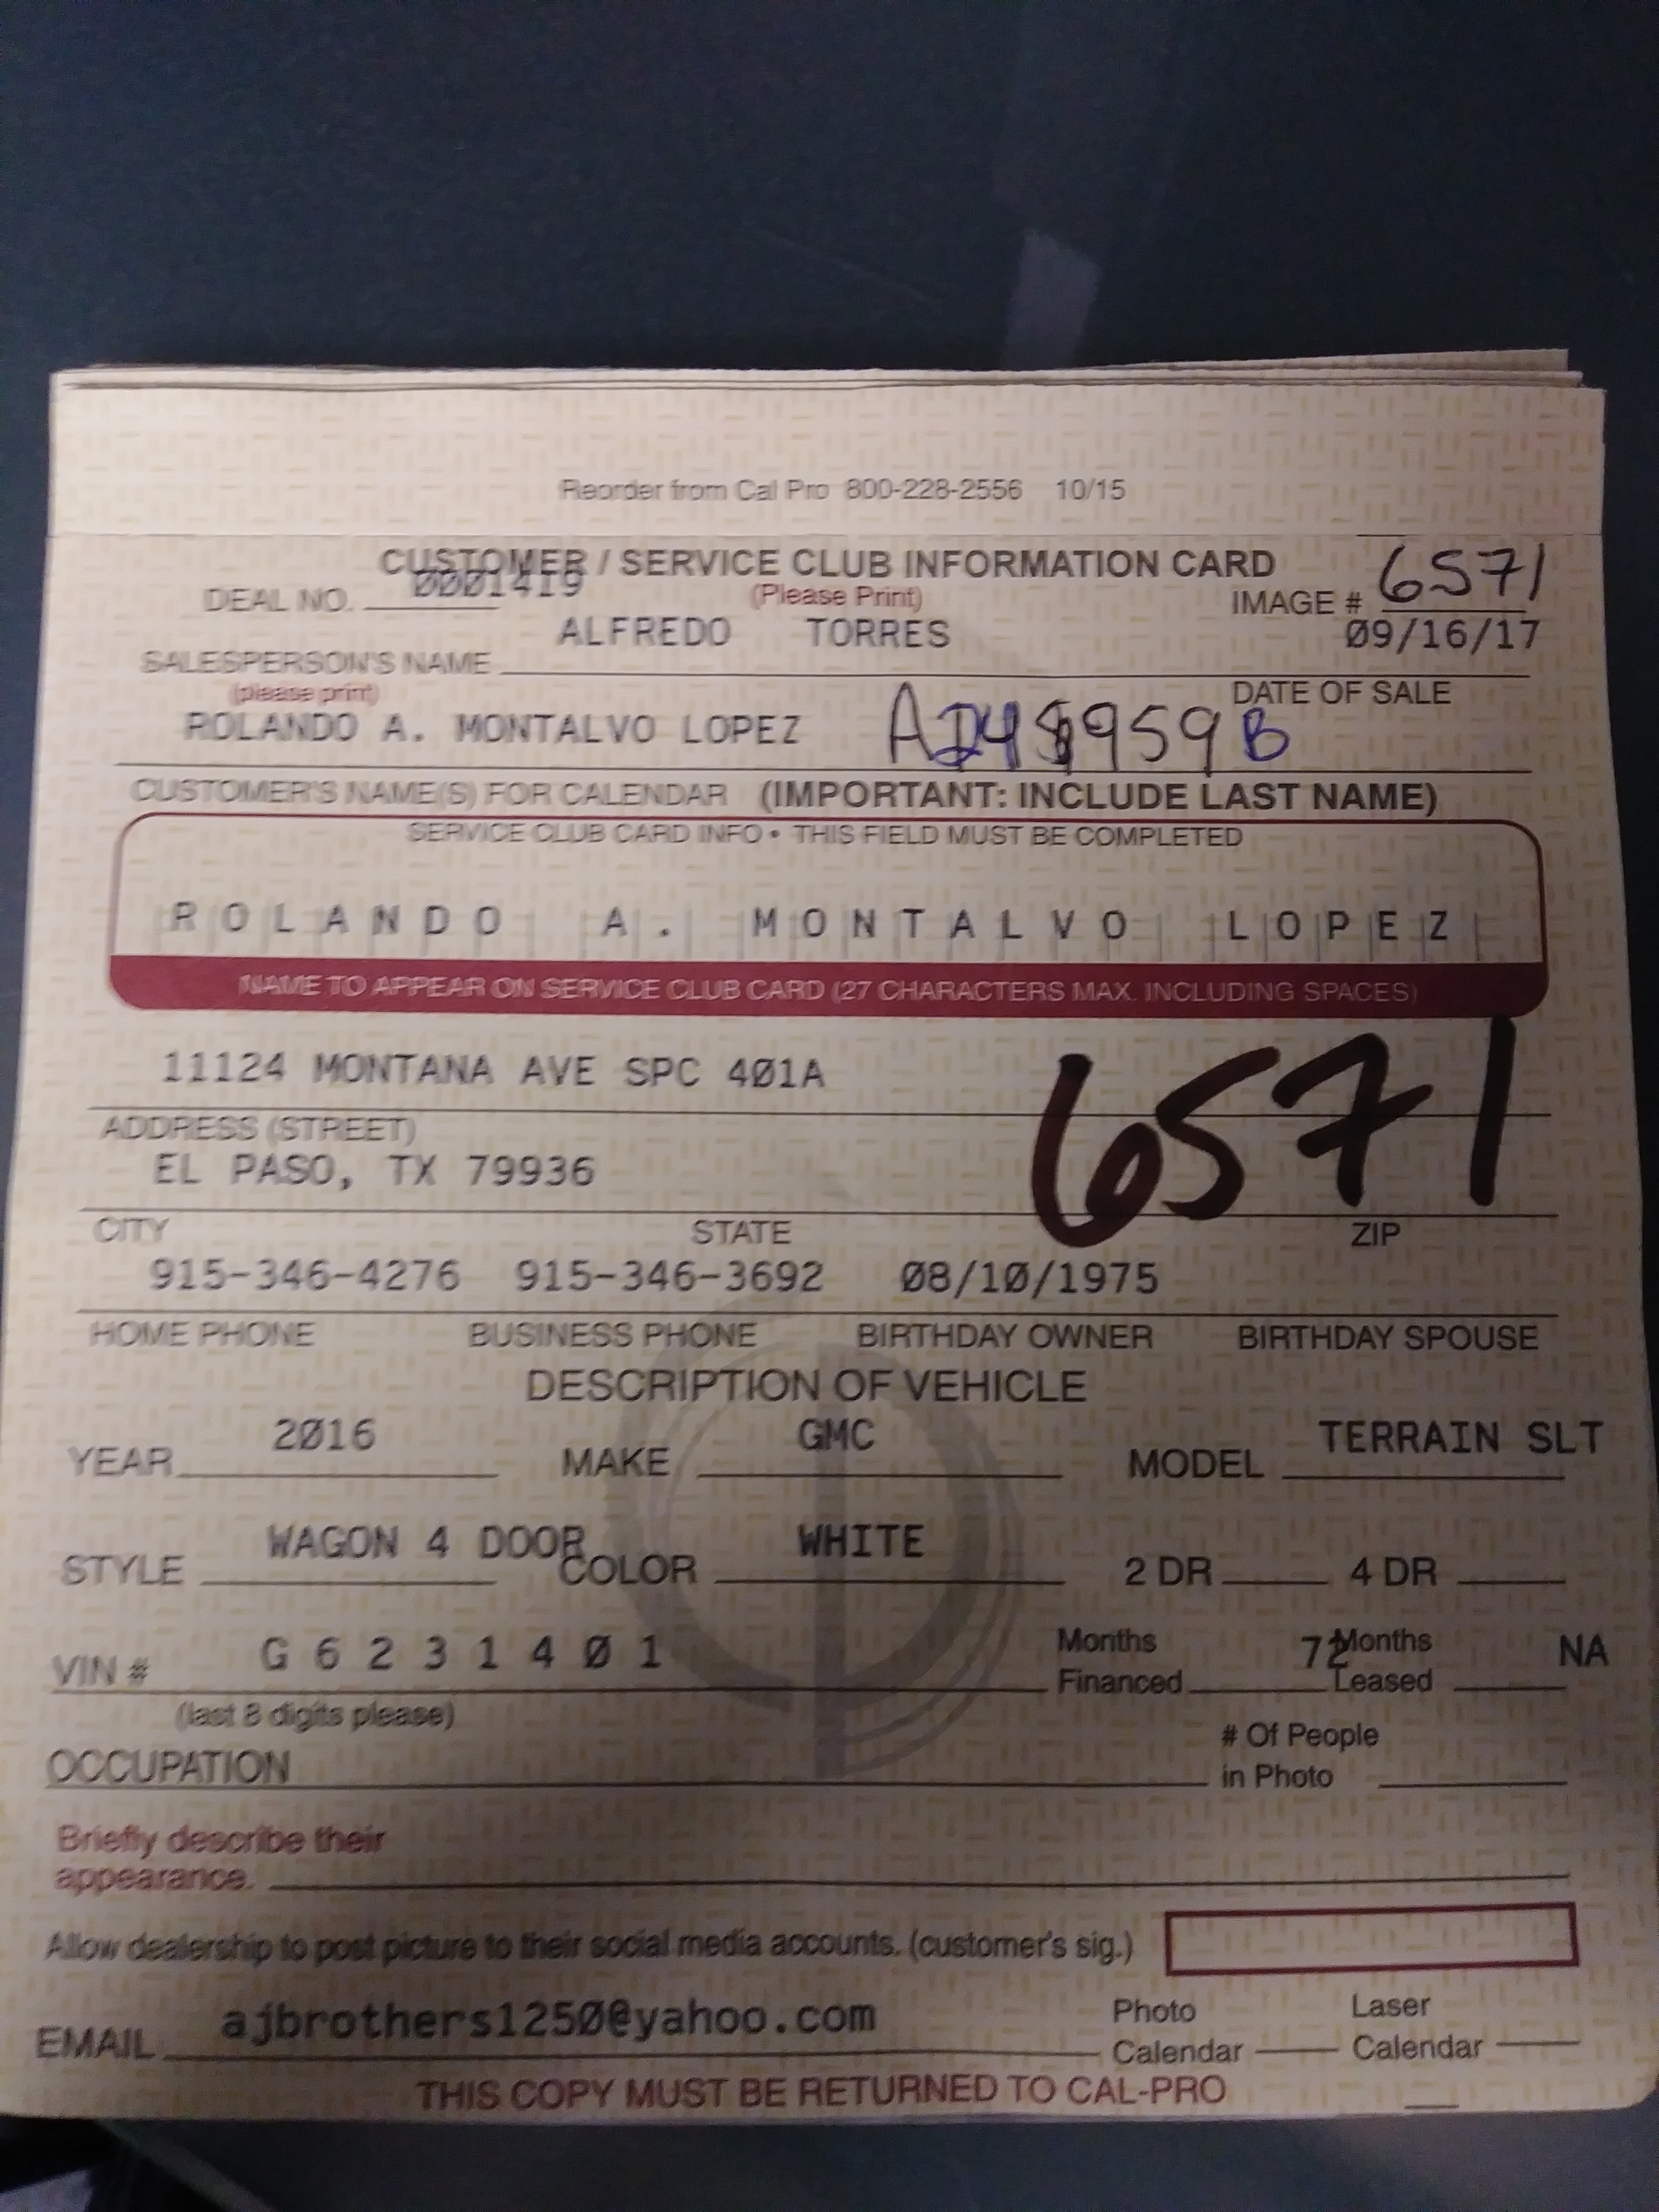 Reorder from Cal Pro 800-228-2556 10/15
CUSTOMER / SERVICE CLUB INFORMATION CARD
DEAL NO. 0001419 (Please Print) IMAGE # 6571
ALFREDO TORRES 09/16/17
SALESPERSON'S NAME
(please print) DATE OF SALE
ROLANDO A. MONTALVO LOPEZ
CUSTOMER'S NAME(S) FOR CALENDAR (IMPORTANT: INCLUDE LAST NAME)
SERVICE CLUB CARD INFO • THIS FIELD MUST BE COMPLETED
ROLANDO A. MONTALVO LOPEZ
NAME TO APPEAR ON SERVICE CLUB CARD (27 CHARACTERS MAX. INCLUDING SPACES)
11124 MONTANA AVE SPC 401A 6571
ADDRESS (STREET)
EL PASO, TX 79936
CITY STATE ZIP
915-346-4276 915-346-3692 08/10/1975
HOME PHONE BUSINESS PHONE BIRTHDAY OWNER BIRTHDAY SPOUSE
DESCRIPTION OF VEHICLE
YEAR 2016 MAKE GMC MODEL TERRAIN SLT
STYLE WAGON 4 DOOR COLOR WHITE 2 DR 4 DR
VIN # G6231401 Months Financed 72 Months Leased NA
(last 8 digits please)
OCCUPATION # Of People in Photo
Briefly describe their
appearance.
Allow dealership to post picture to their social media accounts. (customer's sig.)
EMAIL ajbrothers1250@yahoo.com Photo Calendar Laser Calendar
THIS COPY MUST BE RETURNED TO CAL-PRO